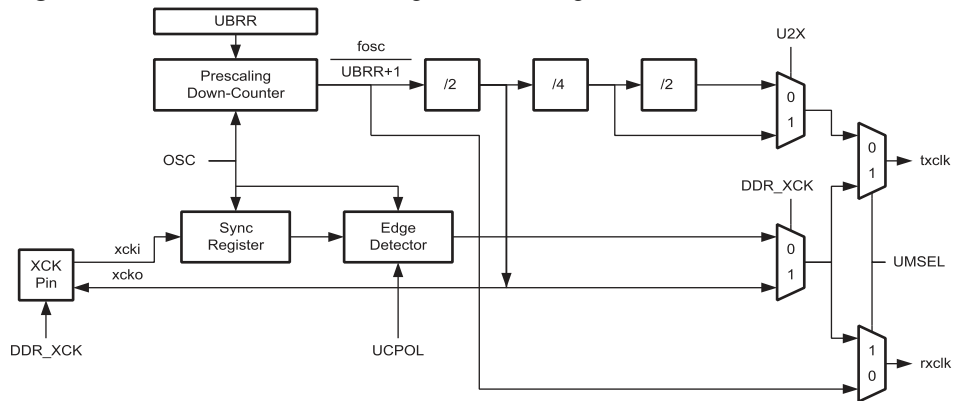 UBRR
fosc
U2X
Prescaling
Down-Counter
UBRR+1
/2
/4
/2
0
1
OSC
0
1
txclk
DDR_XCK
Sync
Register
Edge
Detector
xcki
0
1
UMSEL
XCK
Pin
xcko
DDR_XCK
UCPOL
1
0
rxclk